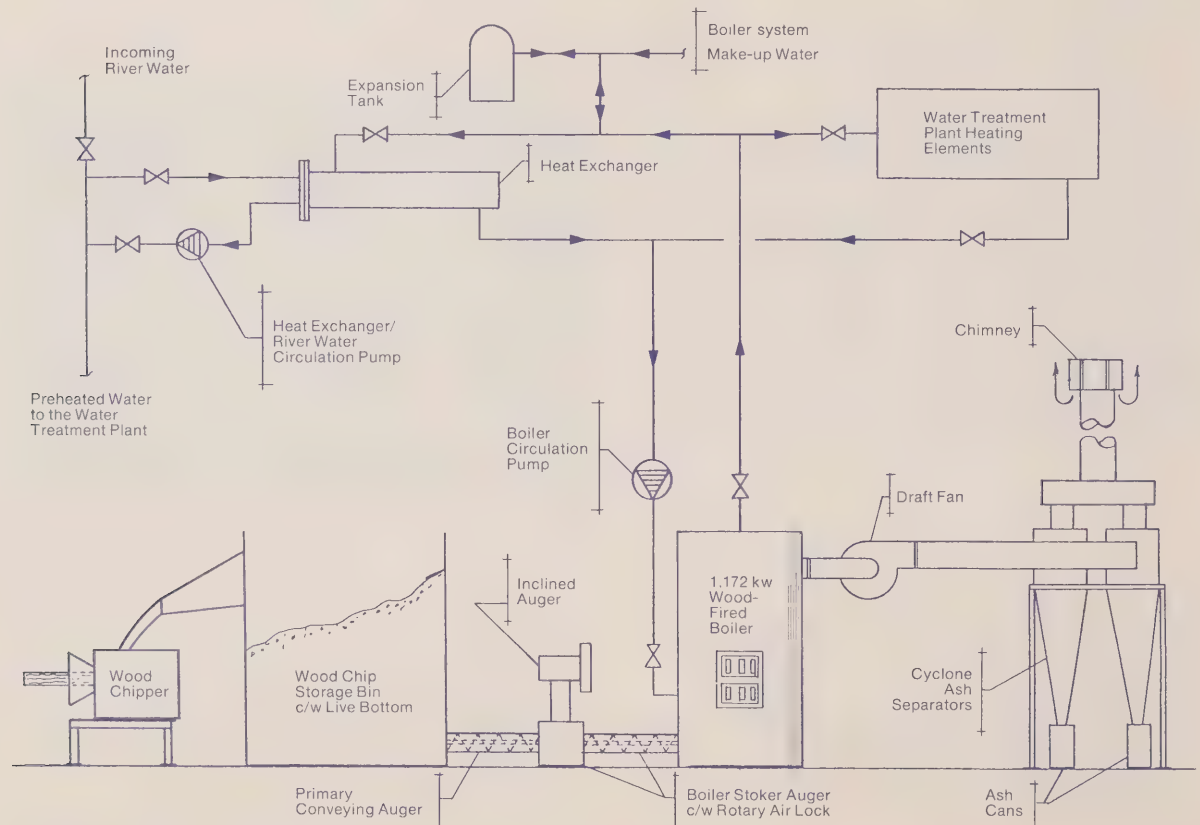 Incoming
River Water
Expansion
Tank
Boiler system
Make-up Water
Water Treatment
Plant Heating
Elements
Heat Exchanger
Heat Exchanger/
River Water
Circulation Pump
Preheated Water
to the Water
Treatment Plant
Chimney
Boiler
Circulation
Pump
Draft Fan
Inclined
Auger
1,172 kw
Wood-
Fired
Boiler
Wood
Chipper
Wood Chip
Storage Bin
c/w Live Bottom
Cyclone
Ash
Separators
Primary
Conveying Auger
Boiler Stoker Auger
c/w Rotary Air Lock
Ash
Cans